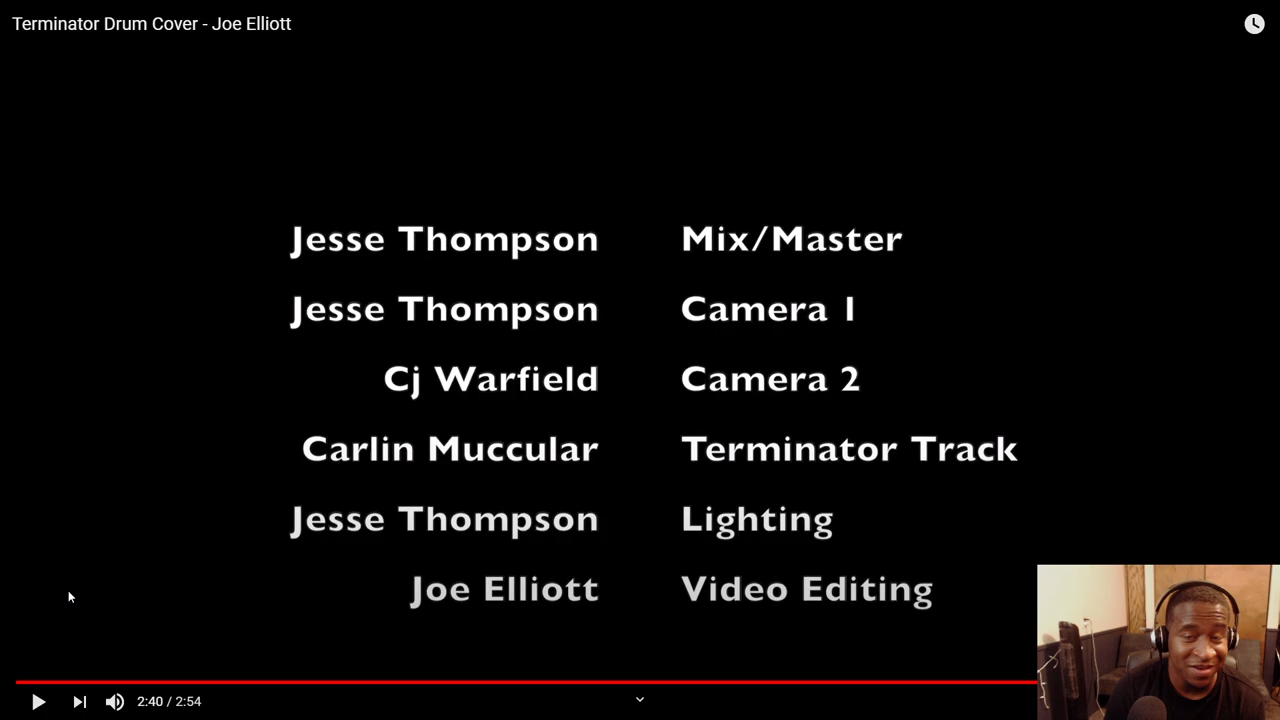 Terminator Drum Cover - Joe Elliott
Jesse Thompson Mix/Master
Jesse Thompson Camera 1
Cj Warfield Camera 2
Carlin Muccular Terminator Track
Jesse Thompson Lighting
Joe Elliott Video Editing
2:40 / 2:54